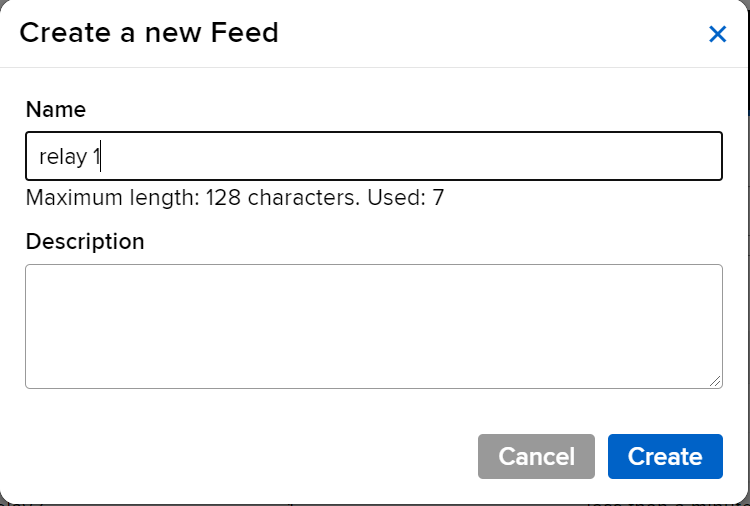 Create a new Feed
Name
relay 1
Maximum length: 128 characters. Used: 7
Description
Cancel
Create